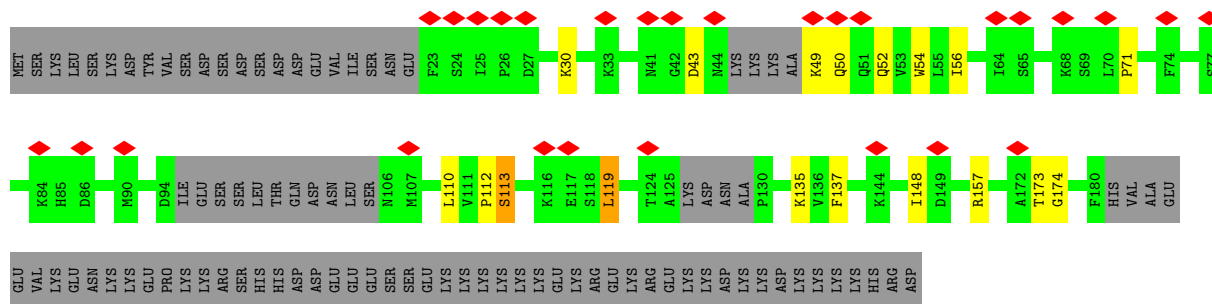 MET SER LYS LEU SER LYS ASP TYR VAL SER ASP SER ASP SER ASP ASP GLU VAL ILE SER ASN GLU F23 S24 I25 P26 D27 K30 K33 N41 G42 D43 N44 LYS LYS LYS ALA K49 Q50 Q51 Q52 V53 W54 L55 I56 I64 S65 K68 S69 L70 P71 F74 S77
K84 H85 D86 M90 D94 ILE GLU SER SER LEU THR GLN ASP ASN LEU SER N106 M107 L110 V111 P112 S113 K116 E117 S118 L119 T124 A125 LYS ASP ASN ALA P130 K135 V136 F137 K144 I148 D149 R157 A172 T173 G174 F180 HIS VAL ALA GLU
GLU VAL LYS GLU ASN LYS LYS GLU PRO LYS LYS ARG SER HIS HIS ASP ASP GLU GLU GLU SER SER GLU LYS LYS LYS LYS LYS GLU LYS ARG GLU LYS ARG GLU LYS LYS ASP LYS LYS ASP LYS LYS LYS LYS HIS ARG ASP